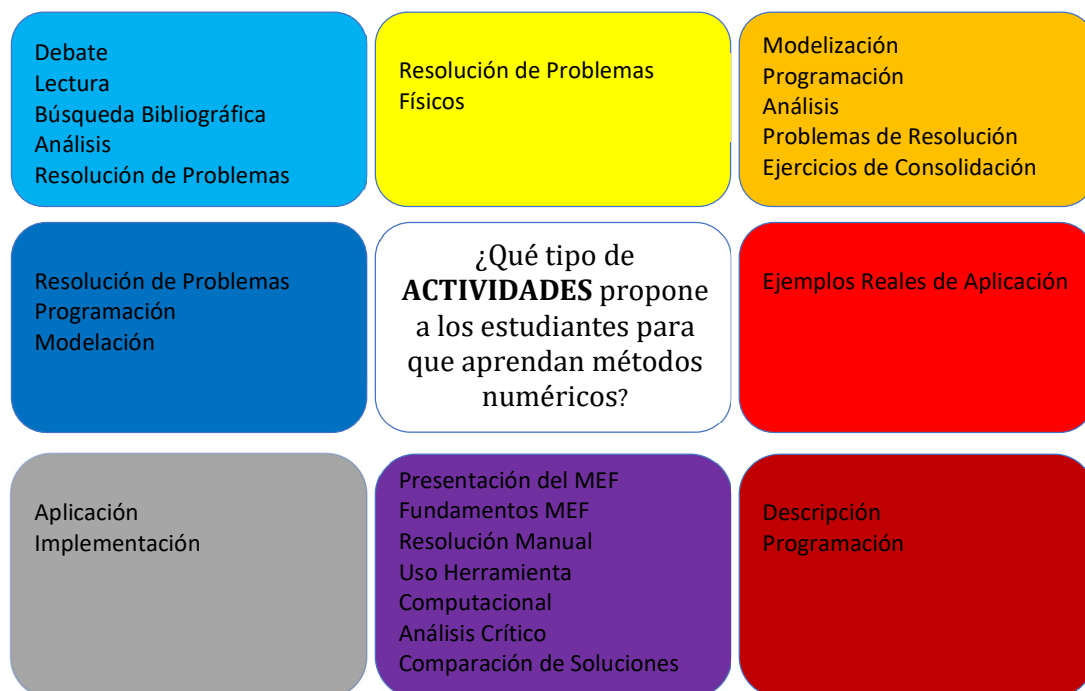 Debate
Lectura
Búsqueda Bibliográfica
Análisis
Resolución de Problemas
Resolución de Problemas
Físicos
Modelización
Programación
Análisis
Problemas de Resolución
Ejercicios de Consolidación
Resolución de Problemas
Programación
Modelación
¿Qué tipo de
ACTIVIDADES propone
a los estudiantes para
que aprendan métodos
numéricos?
Ejemplos Reales de Aplicación
Aplicación
Implementación
Presentación del MEF
Fundamentos MEF
Resolución Manual
Uso Herramienta
Computacional
Análisis Crítico
Comparación de Soluciones
Descripción
Programación